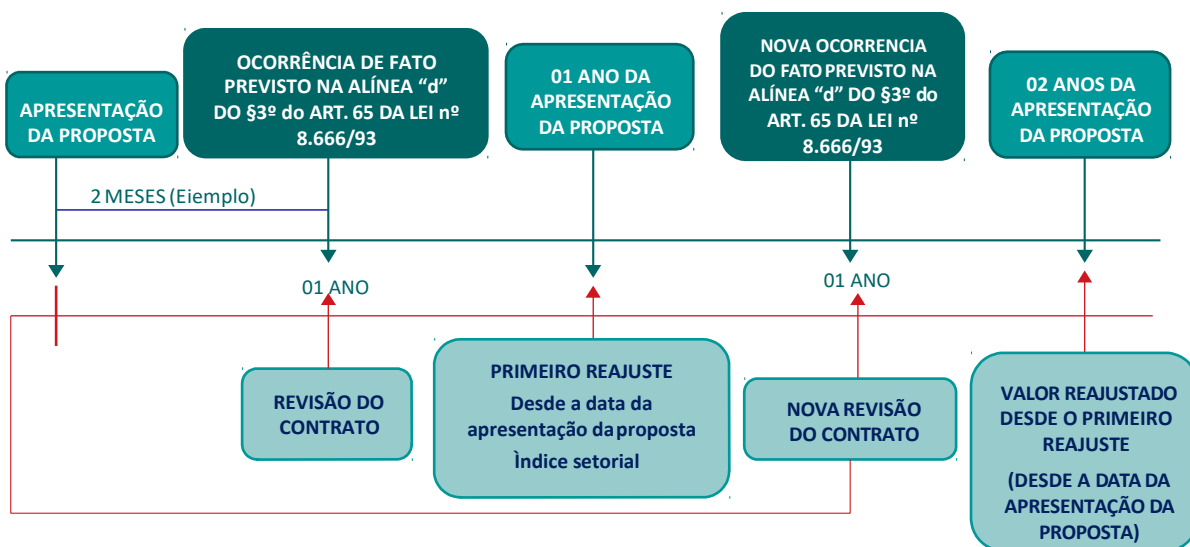 APRESENTAÇÃO
DA PROPOSTA
OCORRÊNCIA DE FATO
PREVISTO NA ALÍNEA “d”
DO §3º do ART. 65 DA LEI nº
8.666/93
01 ANO DA
APRESENTAÇÃO
DA PROPOSTA
NOVA OCORRENCIA
DO FATO PREVISTO NA
ALÍNEA “d” DO §3º do
ART. 65 DA LEI nº
8.666/93
02 ANOS DA
APRESENTAÇÃO
DA PROPOSTA
2 MESES (Eiemplo)
01 ANO
01 ANO
REVISÃO DO
CONTRATO
PRIMEIRO REAJUSTE
Desde a data da
apresentação da proposta
Ìndice setorial
NOVA REVISÃO
DO CONTRATO
VALOR REAJUSTADO
DESDE O PRIMEIRO
REAJUSTE
(DESDE A DATA DA
APRESENTAÇÃO DA
PROPOSTA)